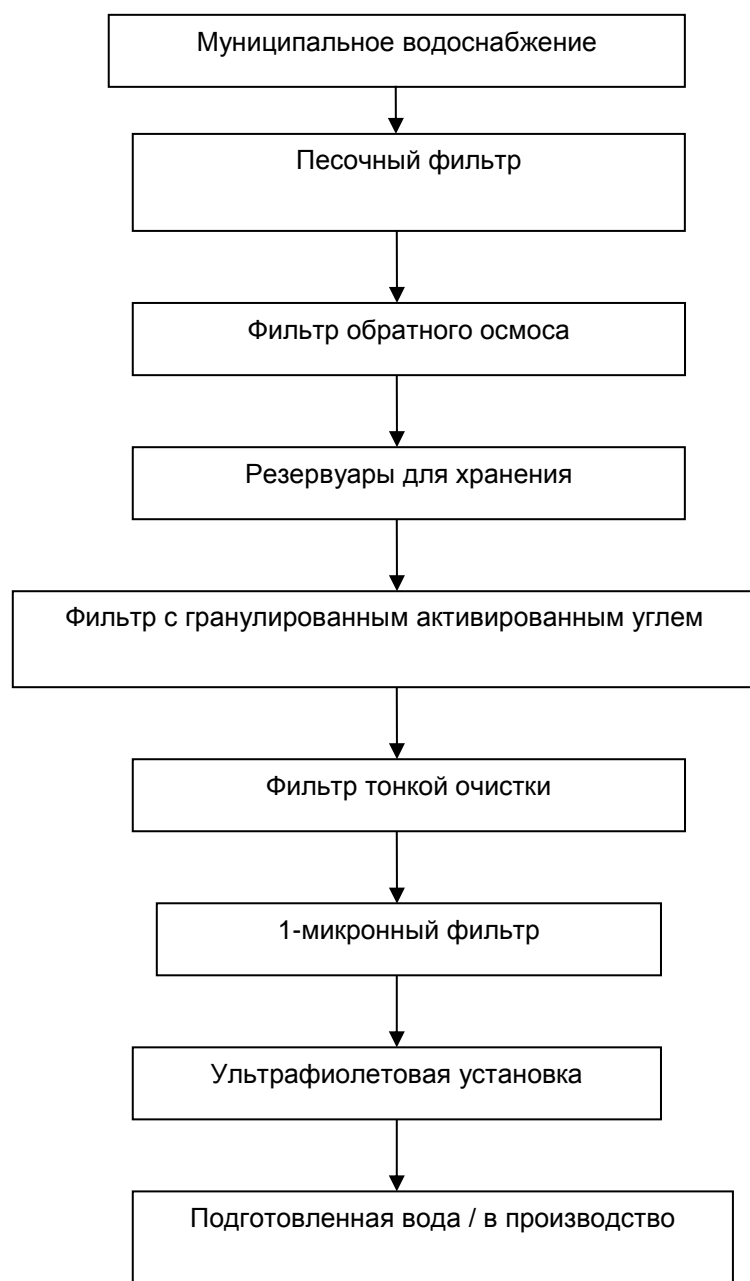 Муниципальное водоснабжение
Песочный фильтр
Фильтр обратного осмоса
Резервуары для хранения
Фильтр с гранулированным активированным углем
Фильтр тонкой очистки
1-микронный фильтр
Ультрафиолетовая установка
Подготовленная вода / в производство